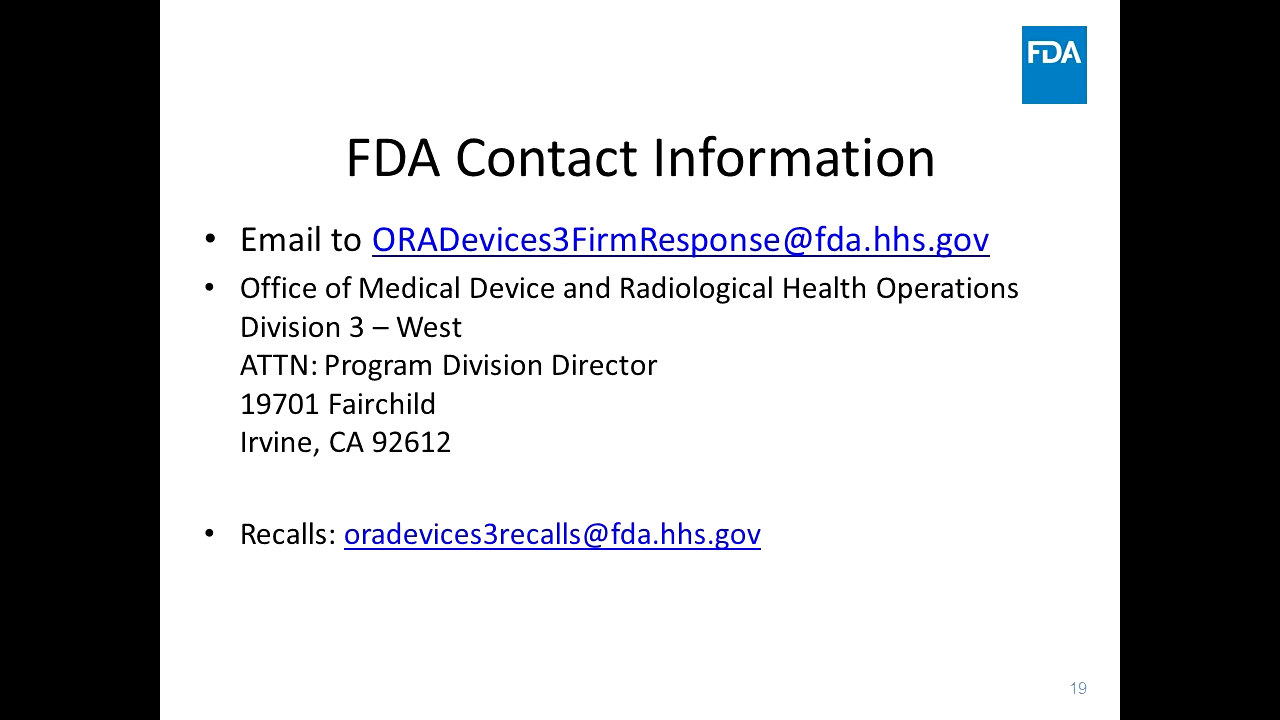 FDA
FDA Contact Information
• Email to ORADevices3FirmResponse@fda.hhs.gov
• Office of Medical Device and Radiological Health Operations
Division 3 – West
ATTN: Program Division Director
19701 Fairchild
Irvine, CA 92612
• Recalls: oradevices3recalls@fda.hhs.gov
19